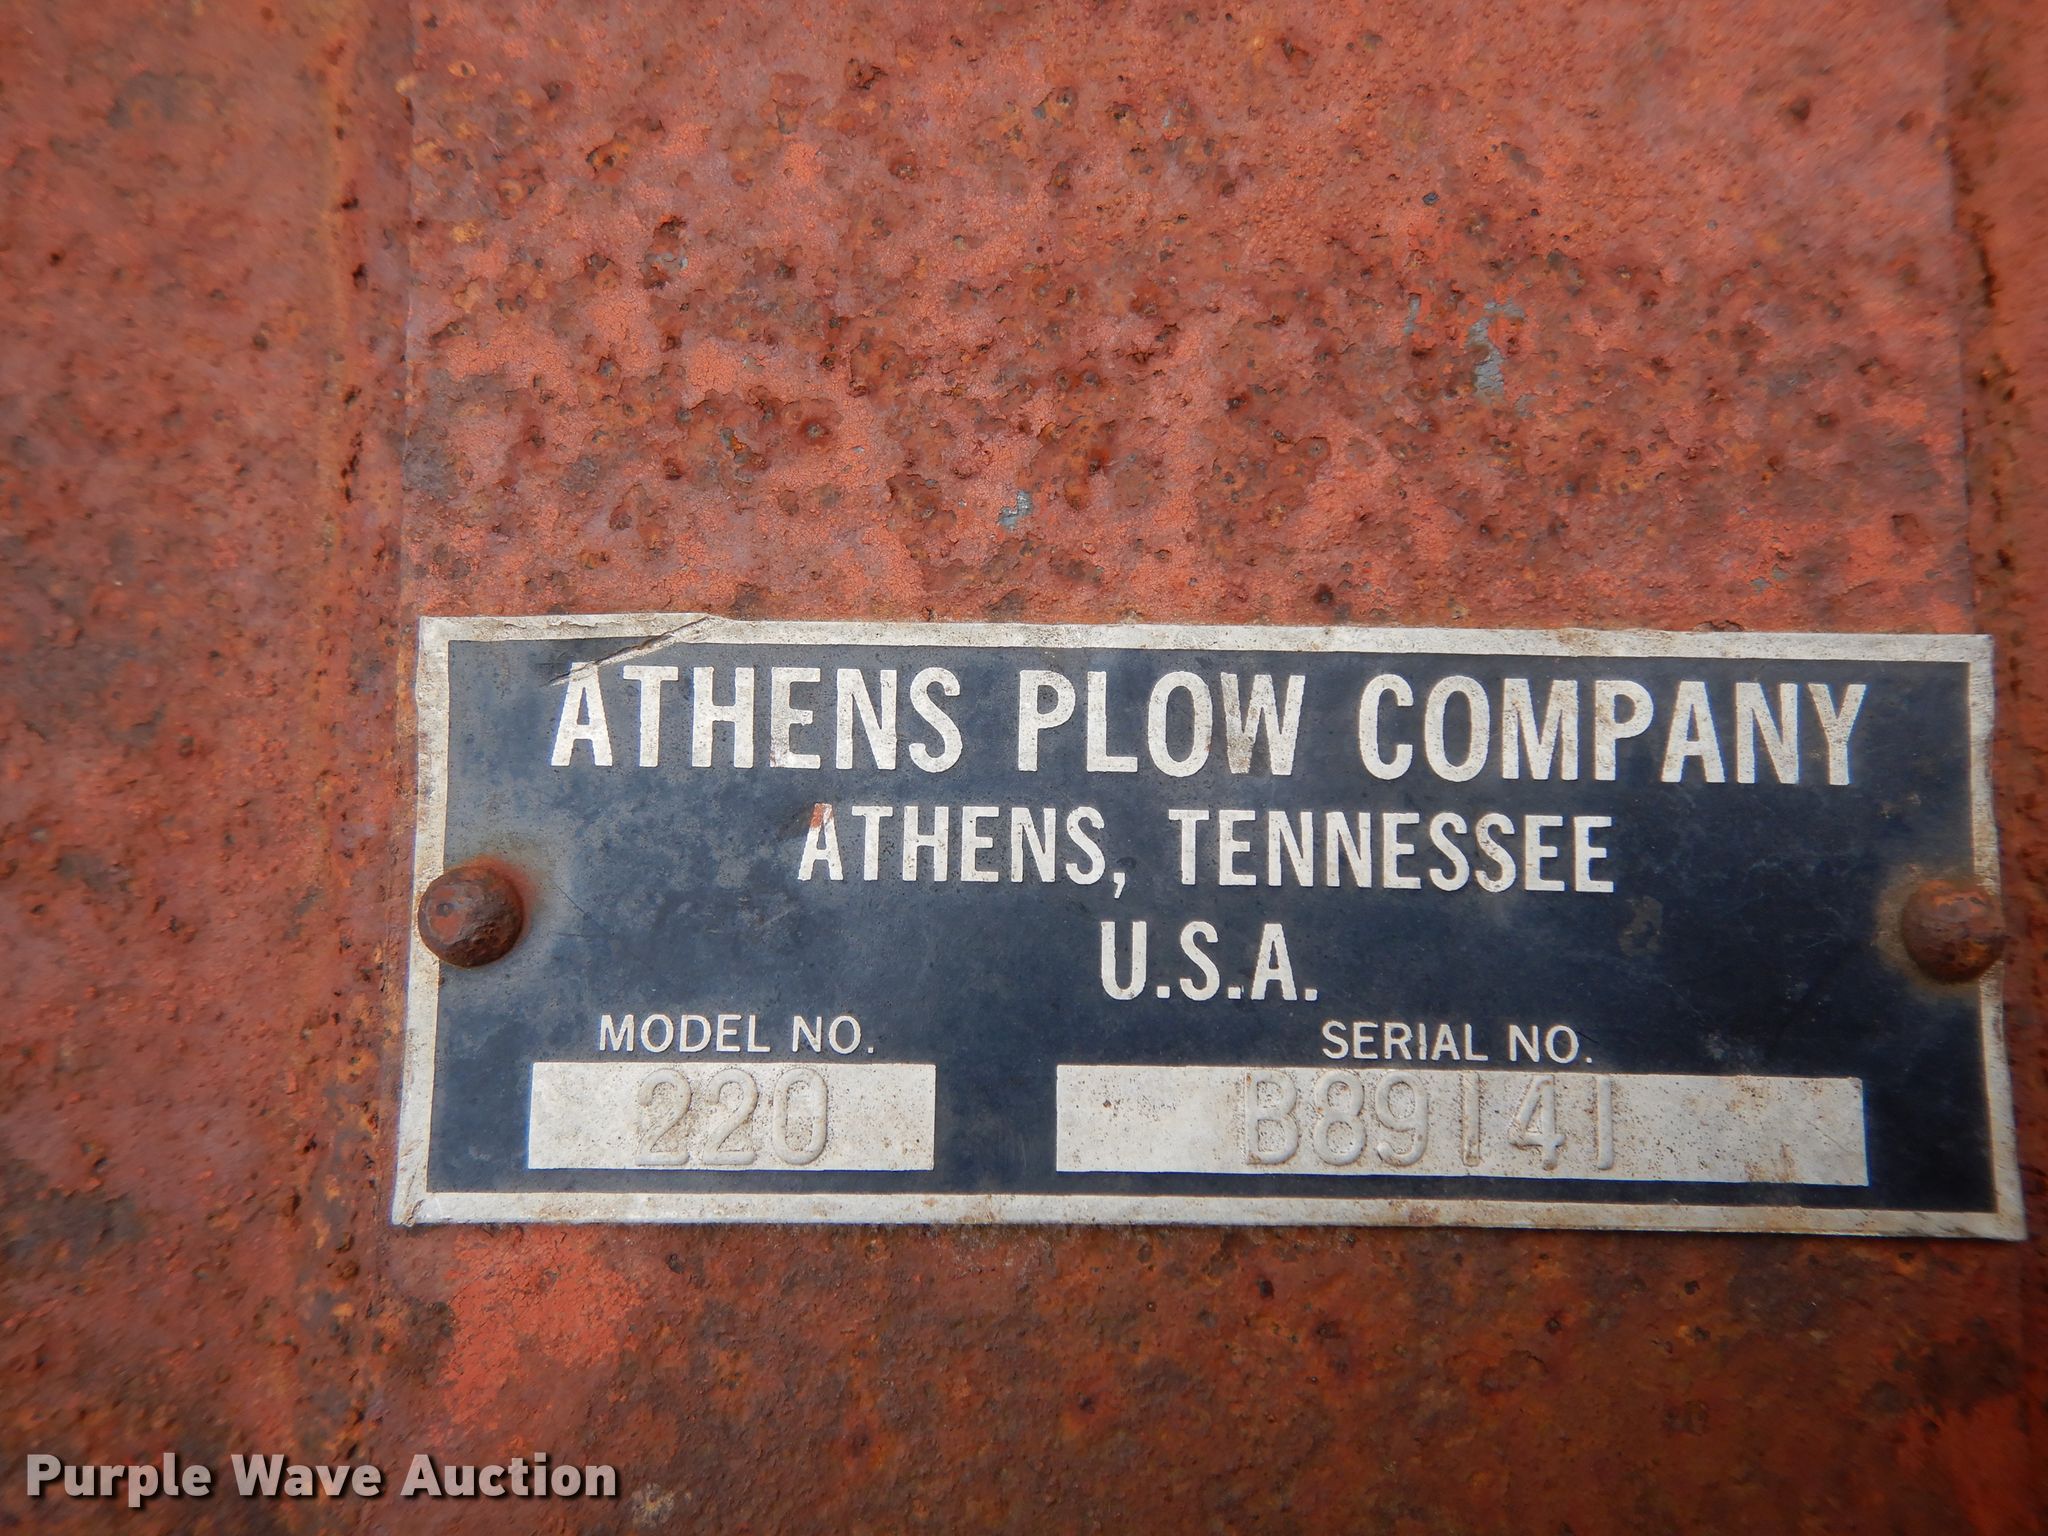 ATHENS PLOW COMPANY
ATHENS, TENNESSEE
U.S.A.
MODEL NO. SERIAL NO.
220 B89141
Purple Wave Auction